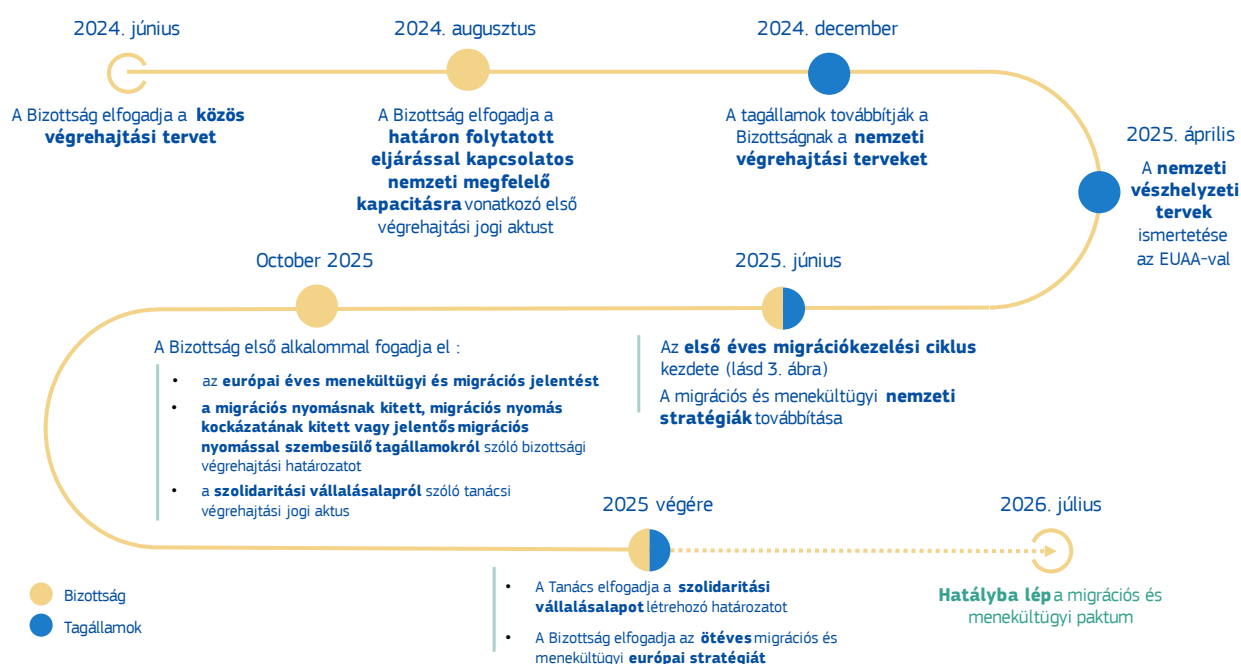 2024. június
A Bizottság elfogadja a közös
végrehajtási tervet
2024. augusztus
A Bizottság elfogadja a
határon folytatott
eljárással kapcsolatos
nemzeti megfelelő
kapacitásra vonatkozó első
végrehajtási jogi aktust
2024. december
A tagállamok továbbítják a
Bizottságnak a nemzeti
végrehajtási terveket
2025. április
A nemzeti
vészhelyzeti
tervek
ismertetése
az EUAA-val
2025. június
Az első éves migrációkezelési ciklus
kezdete (lásd 3. ábra)
A migrációs és menekültügyi nemzeti
stratégiák továbbítása
October 2025
A Bizottság első alkalommal fogadja el :
• az európai éves menekültügyi és migrációs jelentést
• a migrációs nyomásnak kitett, migrációs nyomás
kockázatának kitett vagy jelentős migrációs
nyomással szembesülő tagállamokról szóló bizottsági
végrehajtási határozatot
• a szolidaritási vállalásalapról szóló tanácsi
végrehajtási jogi aktus
2025 végére
• A Tanács elfogadja a szolidaritási
vállalásalapot létrehozó határozatot
• A Bizottság elfogadja az ötéves migrációs és
menekültügyi európai stratégiát
2026. július
Hatályba lép a migrációs és
menekültügyi paktum
Bizottság
Tagállamok